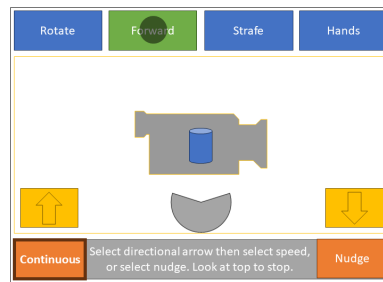 Rotate
Forward
Strafe
Hands
Continuous
Select directional arrow then select speed,
or select nudge. Look at top to stop.
Nudge